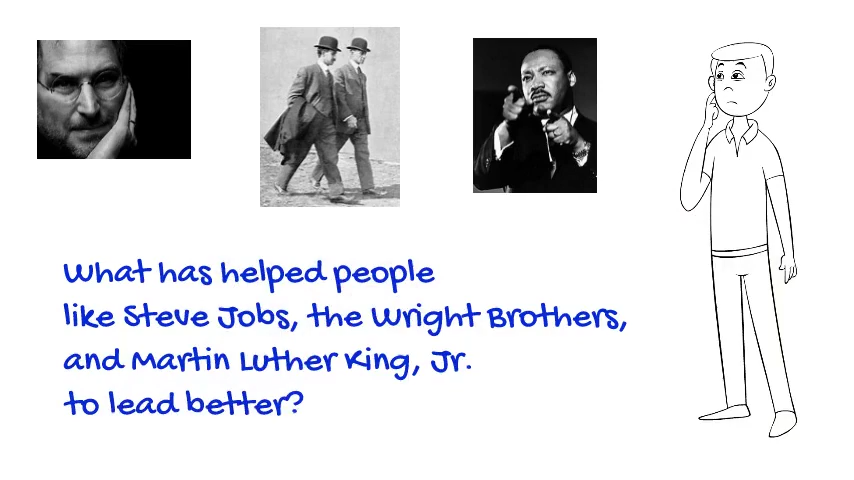 What has helped people
like Steve Jobs, the Wright Brothers,
and Martin Luther King, Jr.
to lead better?